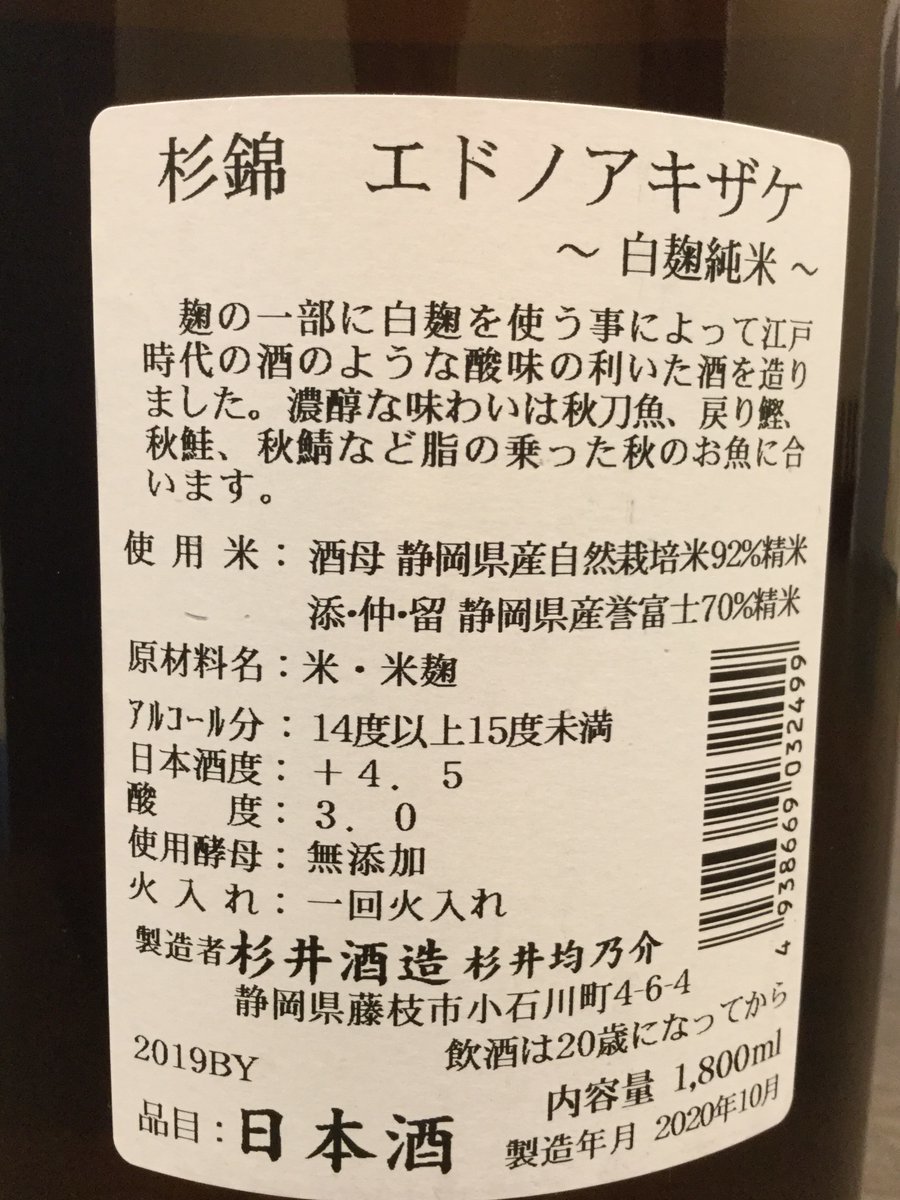 杉錦　エドノアキザケ
～ 白麹純米 ～
麹の一部に白麹を使う事によって江戸
時代の酒のような酸味の利いた酒を造り
ました。濃醇な味わいは秋刀魚、戻り鰹、
秋鮭、秋鯖など脂の乗った秋のお魚に合
います。
使用米：酒母 静岡県産自然栽培米92%精米
添・仲・留 静岡県産誉富士70%精米
原材料名：米・米麹
ｱﾙｺｰﾙ分：14度以上15度未満
日本酒度：＋４．５
酸度：３．０
使用酵母：無添加
火入れ：一回火入れ
製造者 杉井酒造 杉井均乃介
静岡県藤枝市小石川町4-6-4
飲酒は20歳になってから
2019BY
内容量 1,800ml
品目：日本酒
製造年月 2020年10月
4 938669 032499